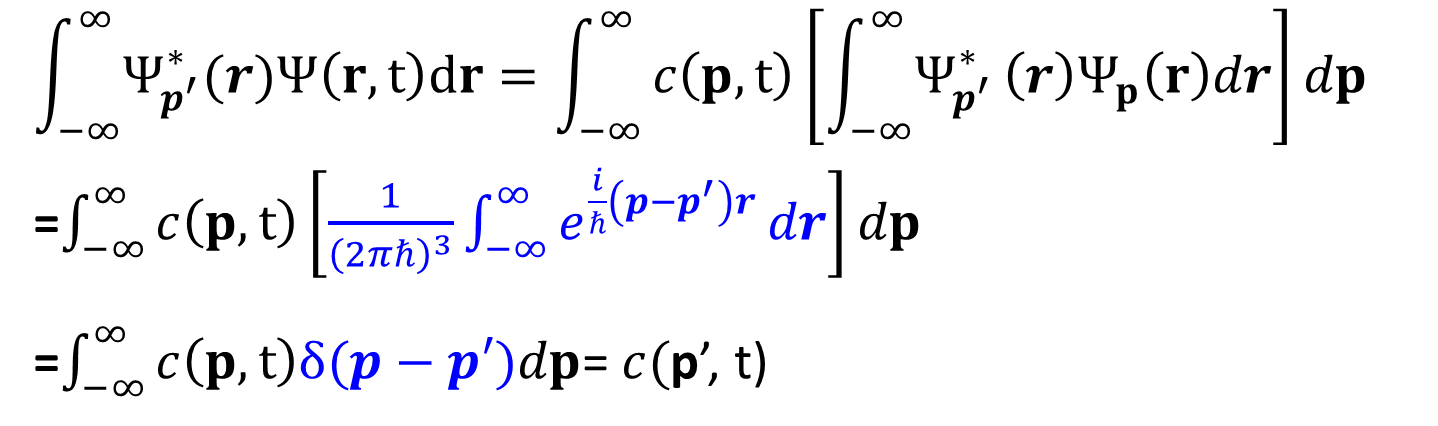 ∫_{−∞}^{∞} Ψ*_{p′}(r)Ψ(r, t)dr = ∫_{−∞}^{∞} c(p, t) [∫_{−∞}^{∞} Ψ*_{p′} (r)Ψ_p(r)dr] dp
=∫_{−∞}^{∞} c(p, t) [1/(2πℏ)³ ∫_{−∞}^{∞} e^{i/ℏ(p−p′)r} dr] dp
=∫_{−∞}^{∞} c(p, t)δ(p − p′)dp= c(p′, t)